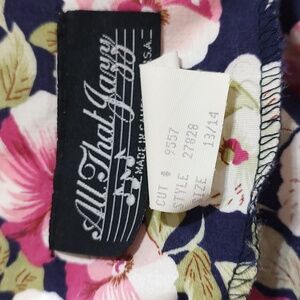 All That Jazz
MADE IN
U.S.A.
CUT # 9557
STYLE 27828
SIZE 13/14